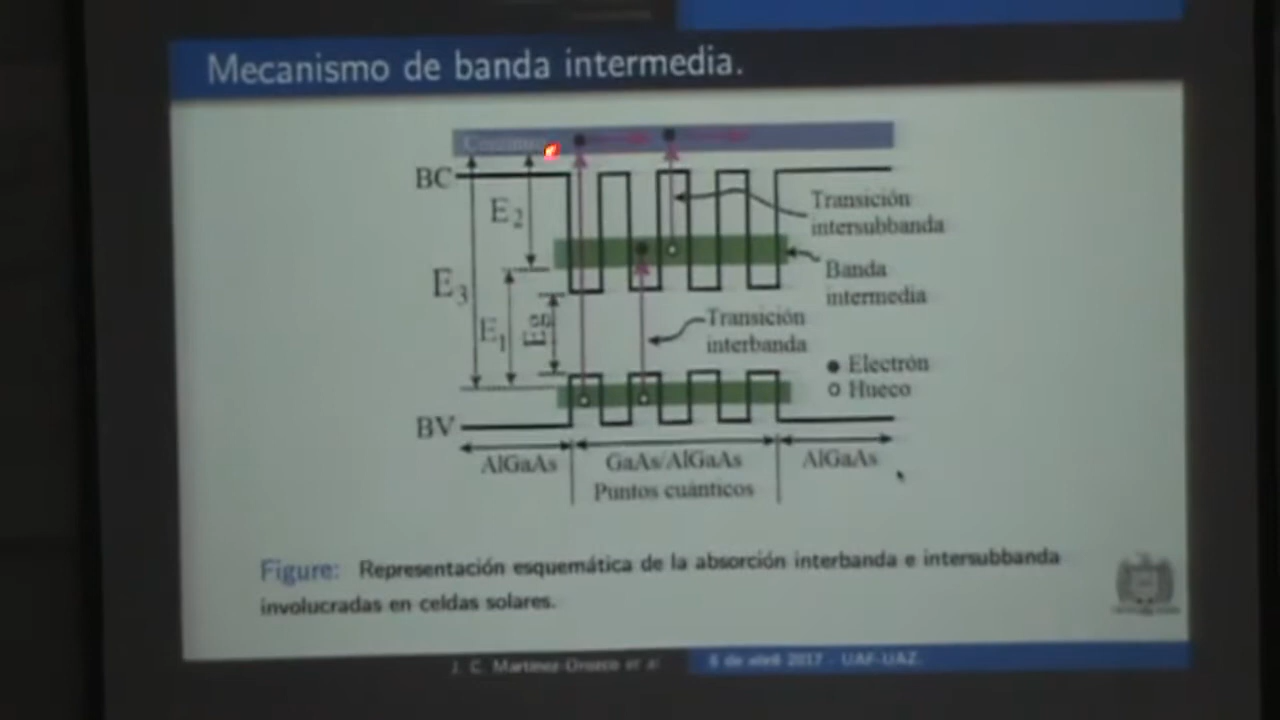 Mecanismo de banda intermedia.
BC
E2
Transición
intersubbanda
E3
Banda
intermedia
E1
Transición
interbanda
Electrón
Hueco
BV
AlGaAs
GaAs/AlGaAs
AlGaAs
Puntos cuánticos
Figure: Representación esquemática de la absorción interbanda e intersubbanda
involucradas en celdas solares.
J. C. Martínez-Orozco et al
6 de abril 2017 - UAF-UAZ.